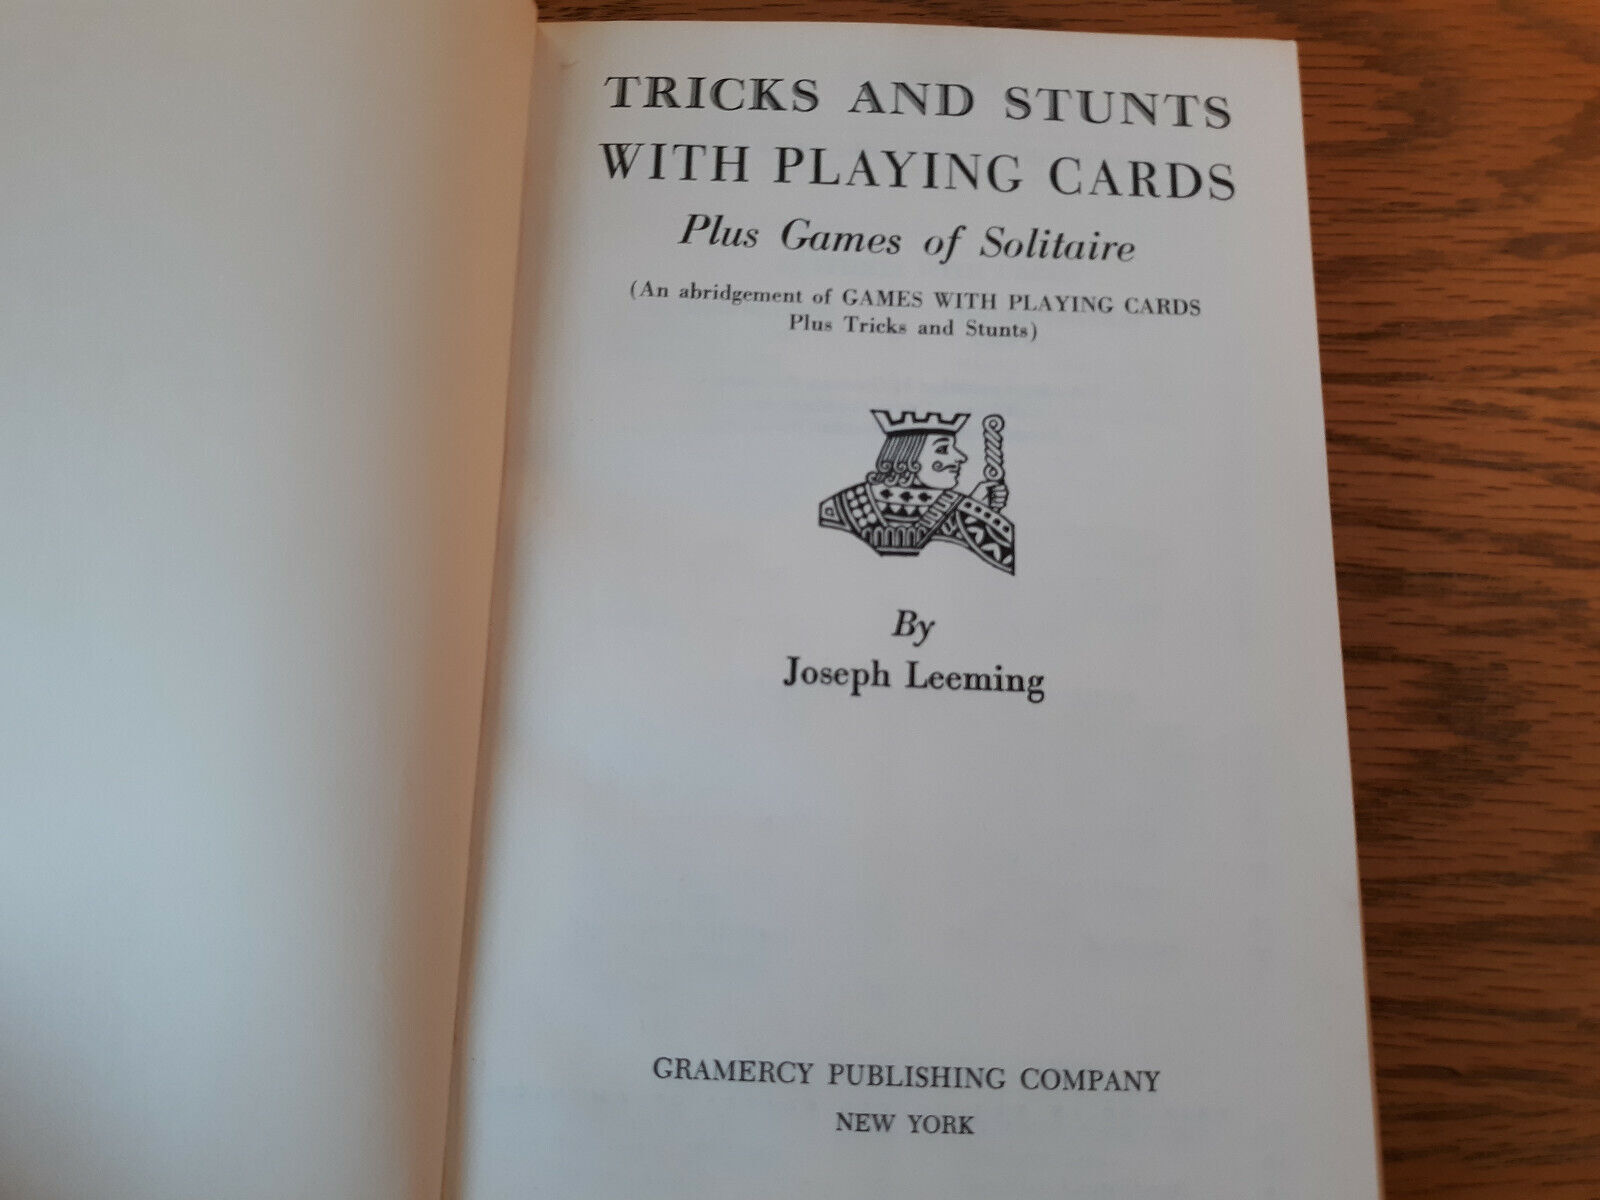 TRICKS AND STUNTS
WITH PLAYING CARDS
Plus Games of Solitaire
(An abridgement of GAMES WITH PLAYING CARDS
Plus Tricks and Stunts)
By
Joseph Leeming
GRAMERCY PUBLISHING COMPANY
NEW YORK